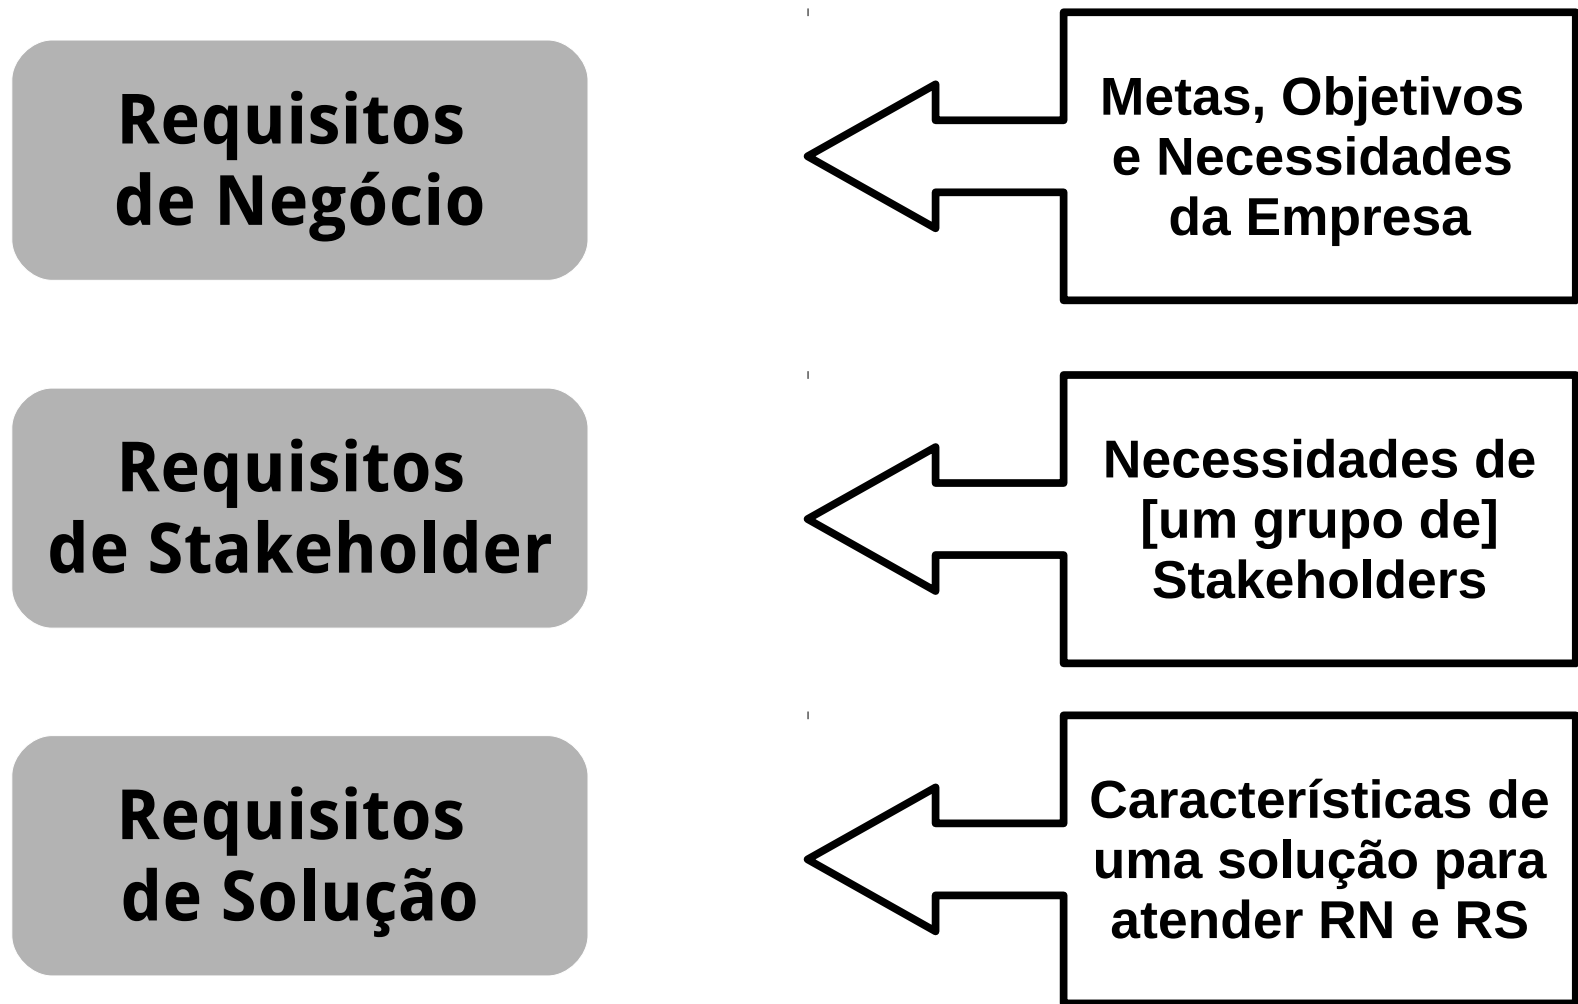 Requisitos
de Negócio
Metas, Objetivos
e Necessidades
da Empresa
Requisitos
de Stakeholder
Necessidades de
[um grupo de]
Stakeholders
Requisitos
de Solução
Características de
uma solução para
atender RN e RS